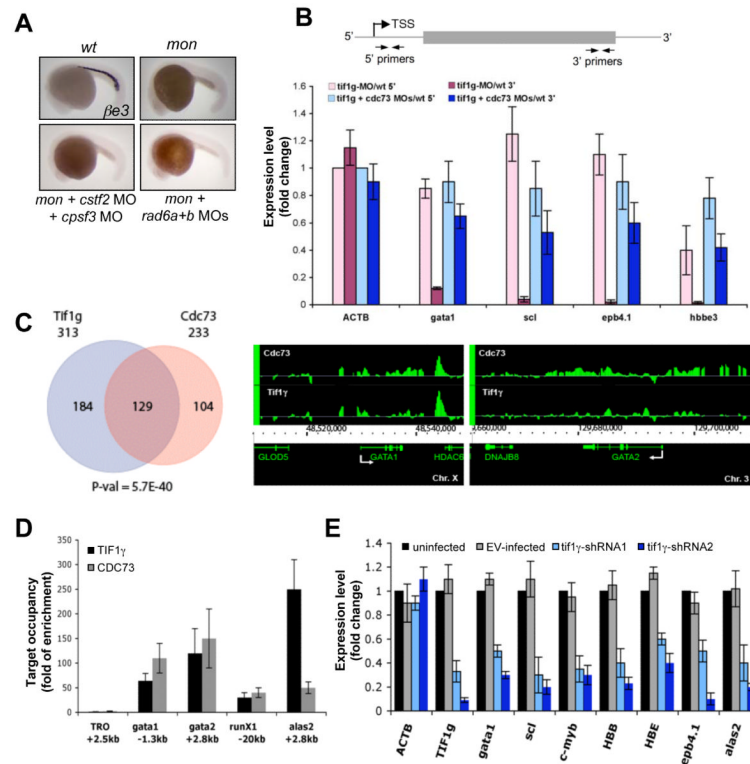 A
wt
mon
βe3
mon + cstf2 MO
+ cpsf3 MO
mon +
rad6a+b MOs
B
TSS
5'
3'
5' primers
3' primers
tif1g-MO/wt 5'
tif1g-MO/wt 3'
tif1g + cdc73 MOs/wt 5'
tif1g + cdc73 MOs/wt 3'
Expression level
(fold change)
1.6
1.4
1.2
1
0.8
0.6
0.4
0.2
0
ACTB
gata1
scl
epb4.1
hbbe3
C
Tif1g
313
Cdc73
233
184
129
104
P-val = 5.7E-40
Cdc73
Tif1γ
48,520,000
48,540,000
GLOD5
GATA1
HDAC6
Chr. X
Cdc73
Tif1γ
,660,000
129,680,000
129,700,000
DNAJB8
GATA2
Chr. 3
D
TIF1γ
CDC73
Target occupancy
(fold of enrichment)
350
300
250
200
150
100
50
TRO
+2.5kb
gata1
-1.3kb
gata2
+2.8kb
runX1
-20kb
alas2
+2.8kb
E
uninfected
EV-infected
tif1γ-shRNA1
tif1γ-shRNA2
Expression level
(fold change)
1.4
1.2
1
0.8
0.6
0.4
0.2
0
ACTB
TIF1g
gata1
scl
c-myb
HBB
HBE
epb4.1
alas2